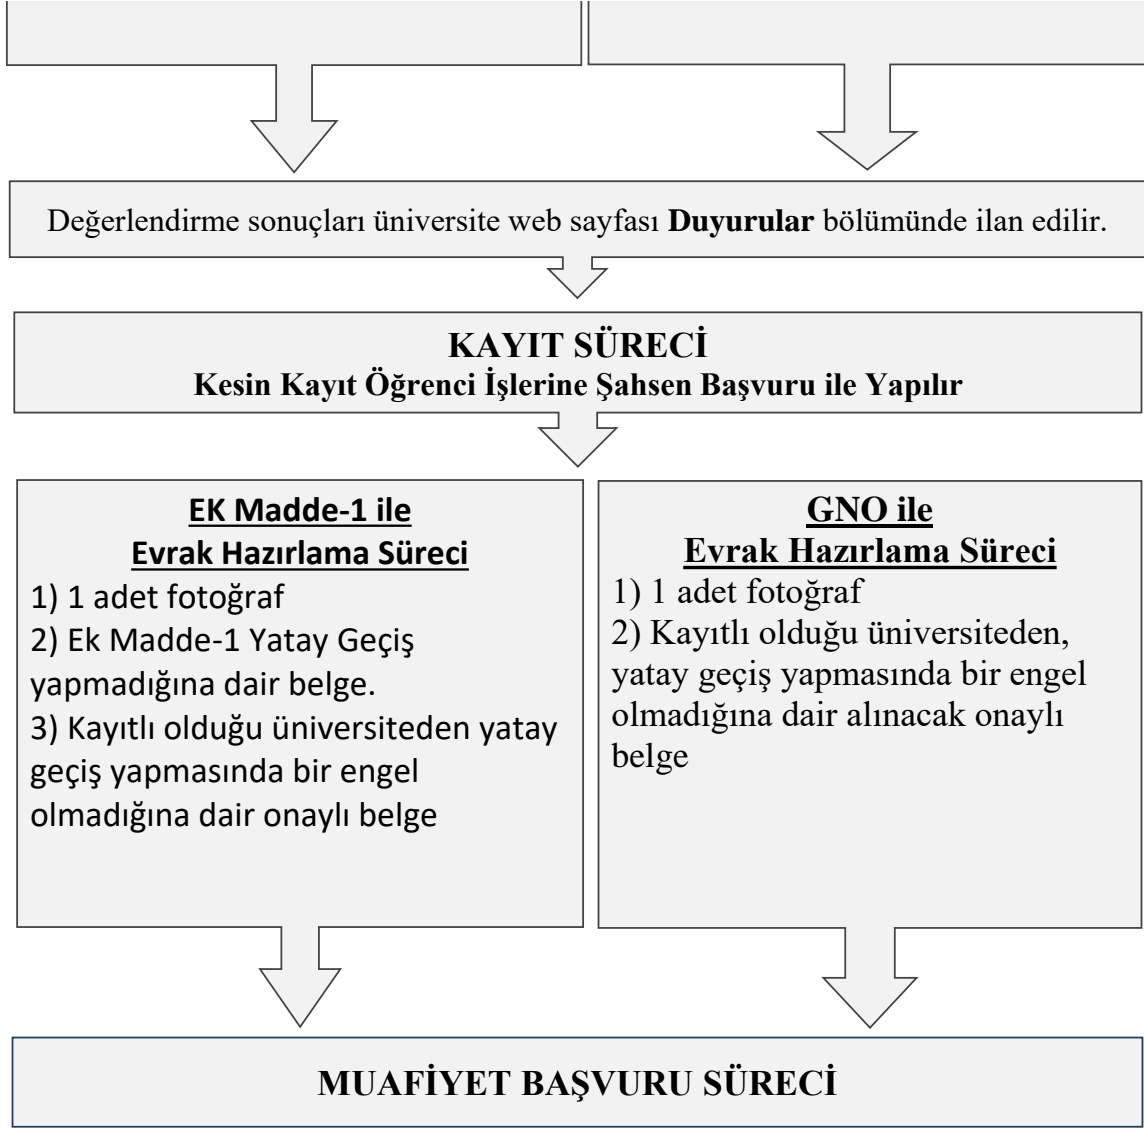 Değerlendirme sonuçları üniversite web sayfası Duyurular bölümünde ilan edilir.
KAYIT SÜRECİ
Kesin Kayıt Öğrenci İşlerine Şahsen Başvuru ile Yapılır
EK Madde-1 ile
Evrak Hazırlama Süreci
1) 1 adet fotoğraf
2) Ek Madde-1 Yatay Geçiş
yapmadığına dair belge.
3) Kayıtlı olduğu üniversiteden yatay
geçiş yapmasında bir engel
olmadığına dair onaylı belge
GNO ile
Evrak Hazırlama Süreci
1) 1 adet fotoğraf
2) Kayıtlı olduğu üniversiteden,
yatay geçiş yapmasında bir engel
olmadığına dair alınacak onaylı
belge
MUAFİYET BAŞVURU SÜRECİ